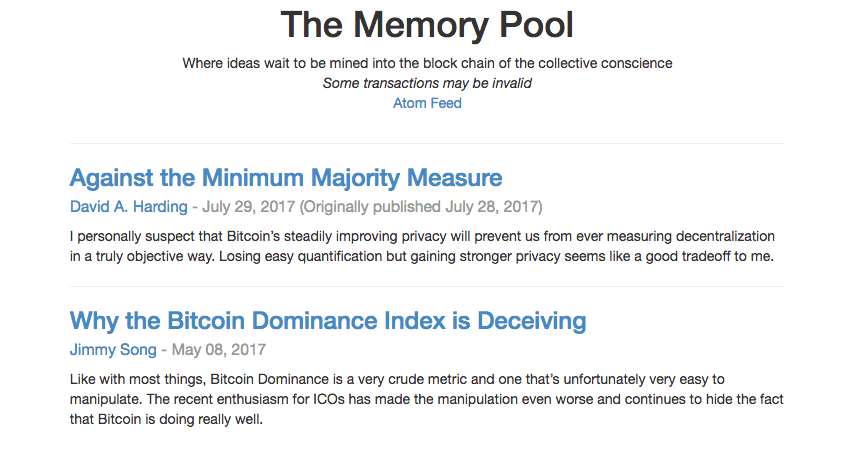 The Memory Pool
Where ideas wait to be mined into the block chain of the collective conscience
Some transactions may be invalid
Atom Feed
Against the Minimum Majority Measure
David A. Harding - July 29, 2017 (Originally published July 28, 2017)
I personally suspect that Bitcoin’s steadily improving privacy will prevent us from ever measuring decentralization
in a truly objective way. Losing easy quantification but gaining stronger privacy seems like a good tradeoff to me.
Why the Bitcoin Dominance Index is Deceiving
Jimmy Song - May 08, 2017
Like with most things, Bitcoin Dominance is a very crude metric and one that’s unfortunately very easy to
manipulate. The recent enthusiasm for ICOs has made the manipulation even worse and continues to hide the fact
that Bitcoin is doing really well.